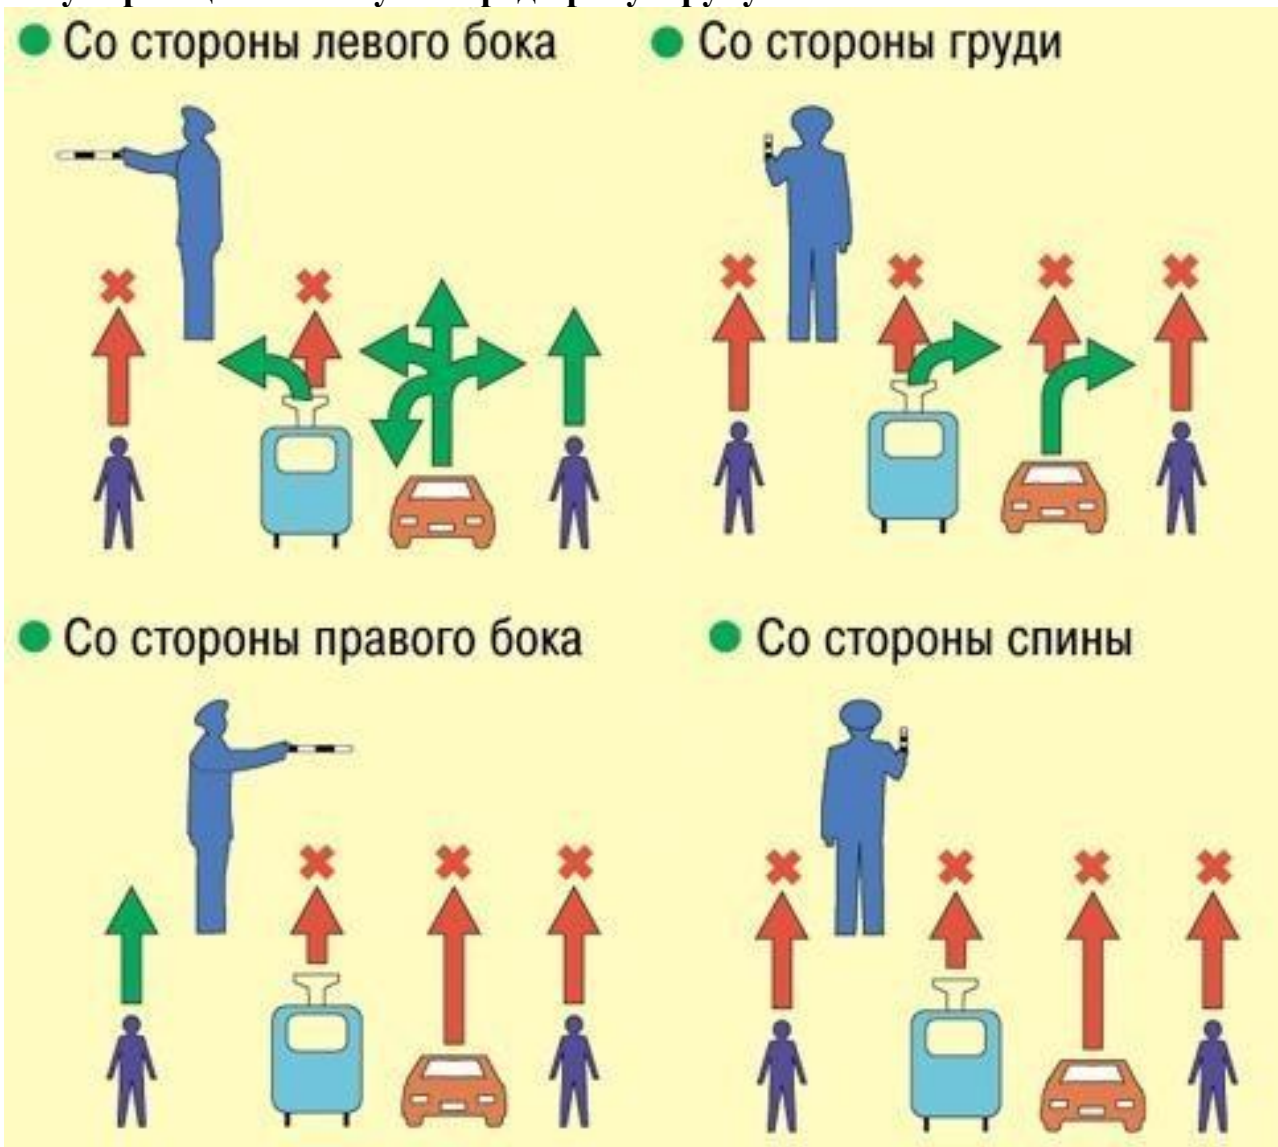 Со стороны левого бока
Со стороны груди
Со стороны правого бока
Со стороны спины